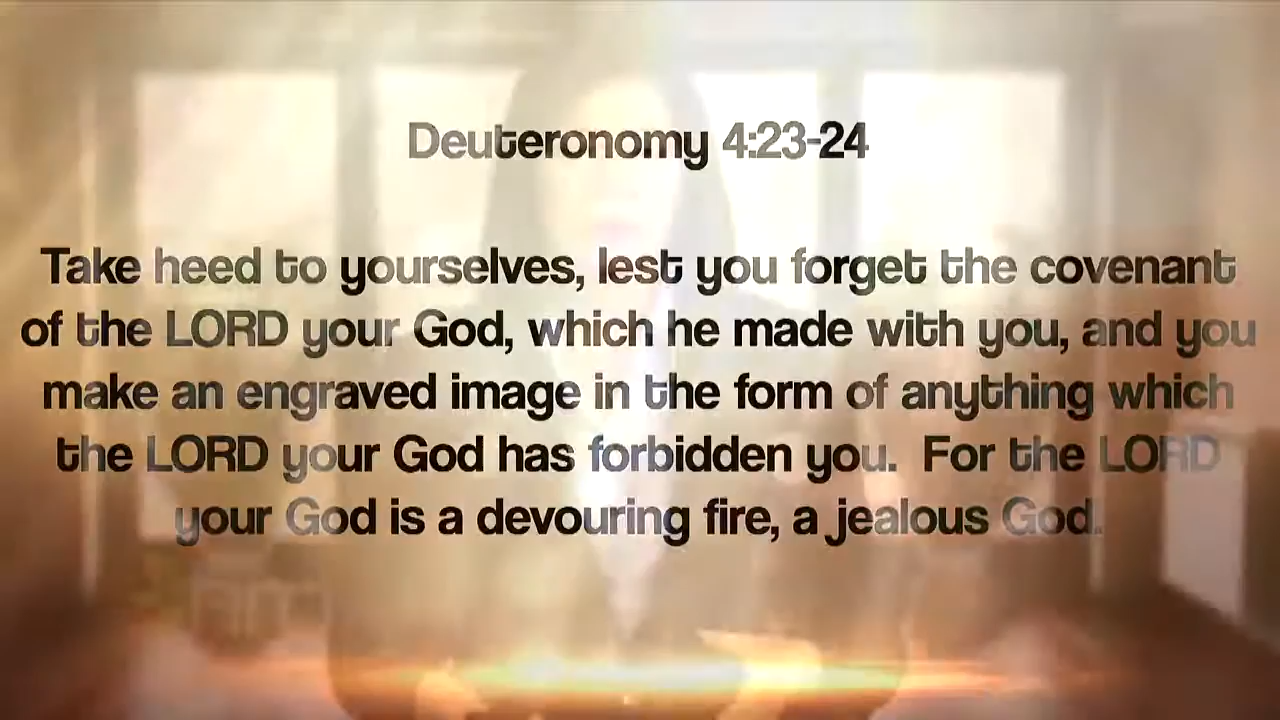 Deuteronomy 4:23-24
Take heed to yourselves, lest you forget the covenant
of the LORD your God, which he made with you, and you
make an engraved image in the form of anything which
the LORD your God has forbidden you.  For the LORD
your God is a devouring fire, a jealous God.